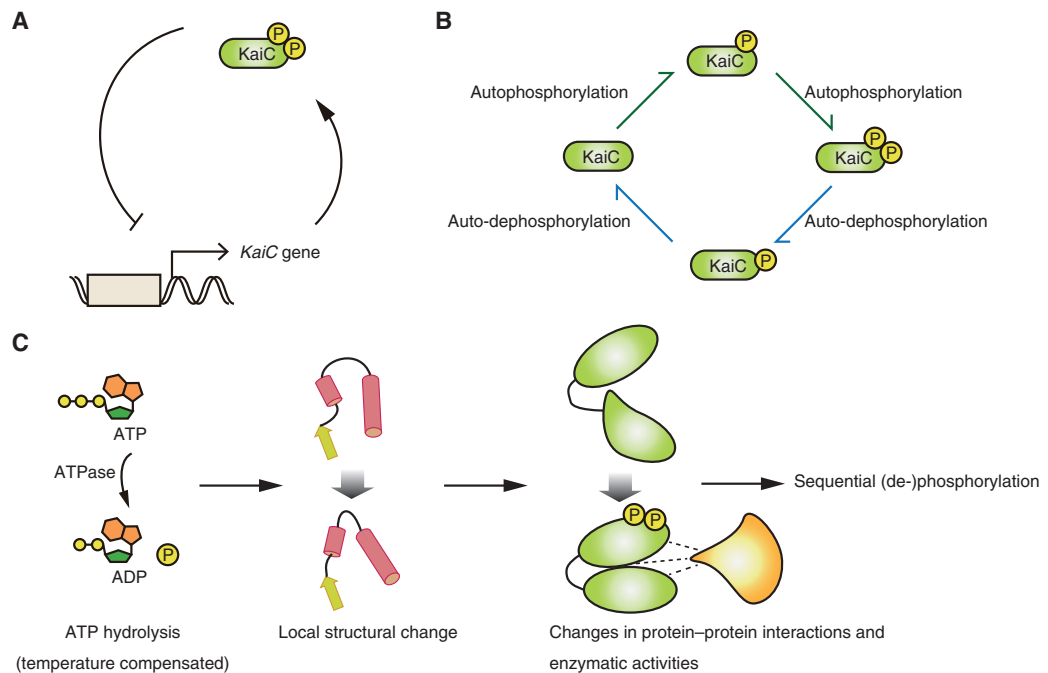 A
P
P
KaiC
KaiC gene
B
P
KaiC
Autophosphorylation
Autophosphorylation
KaiC
P
P
KaiC
Auto-dephosphorylation
Auto-dephosphorylation
KaiC
P
C
ATP
ATPase
ADP
P
P
P
Sequential (de-)phosphorylation
ATP hydrolysis
(temperature compensated)
Local structural change
Changes in protein–protein interactions and
enzymatic activities